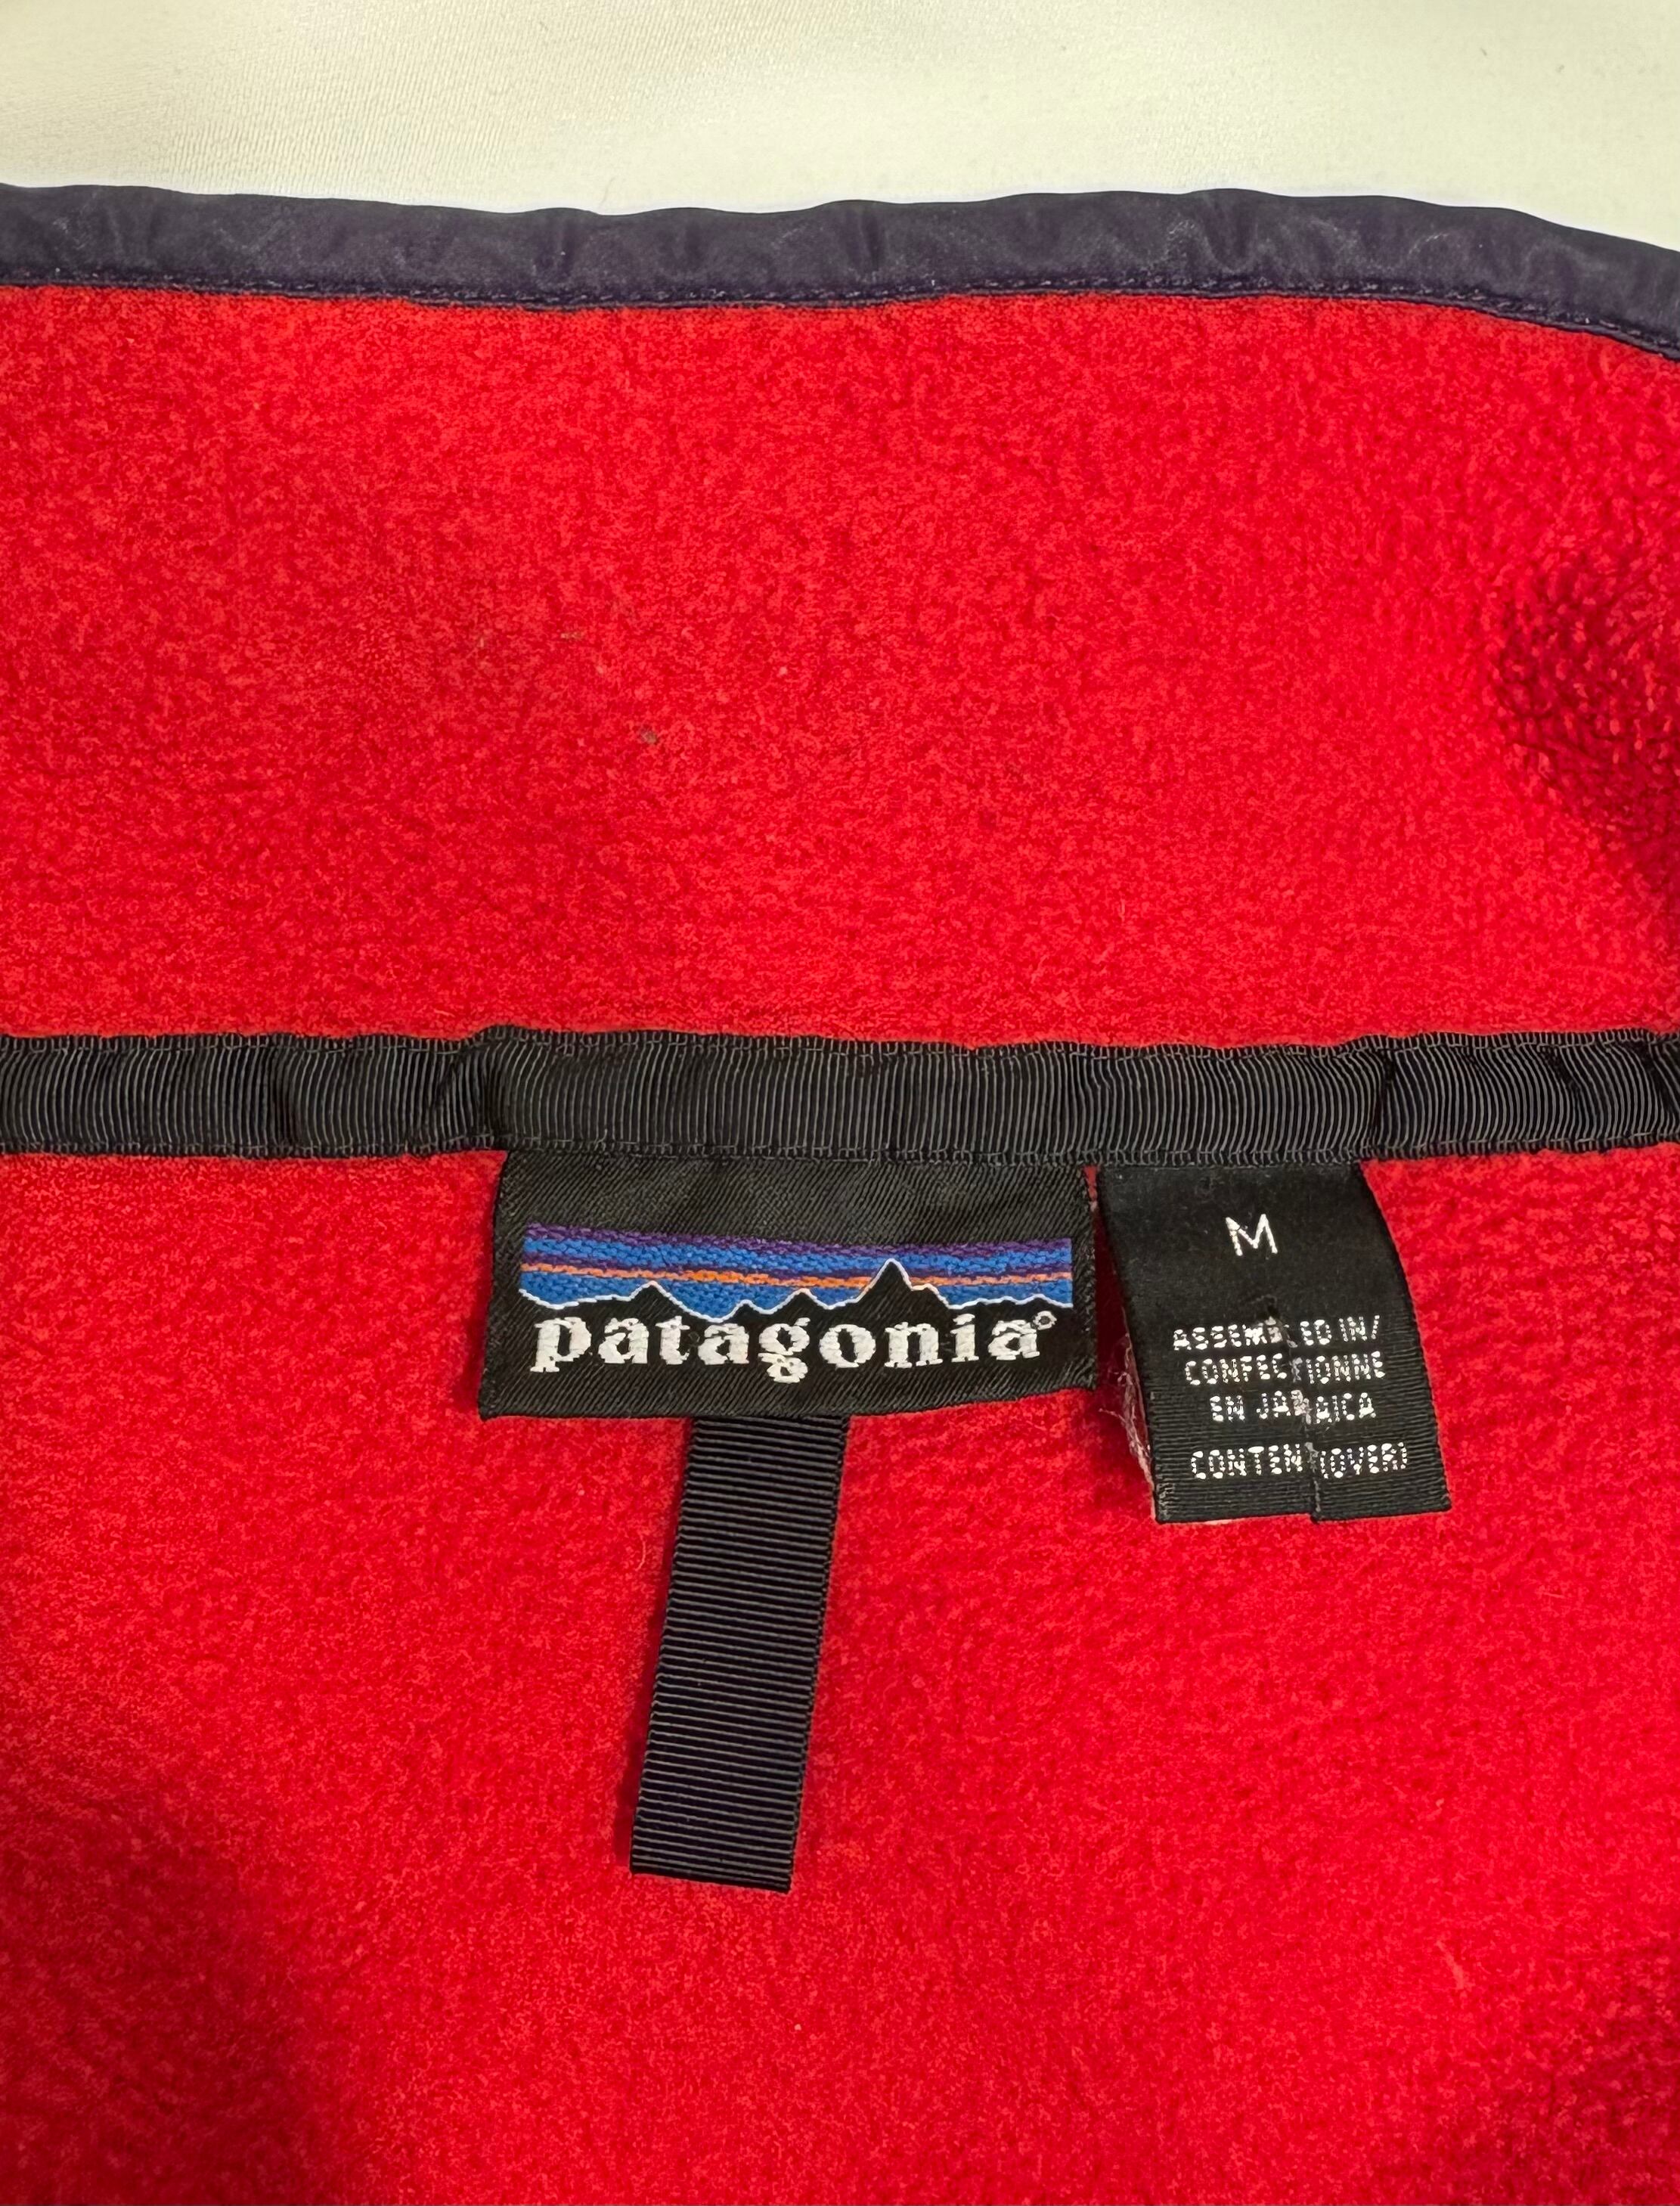 patagonia®
M
ASSEMBLED IN/
CONFECTIONNE
EN JAMAICA
CONTENT (OVER)